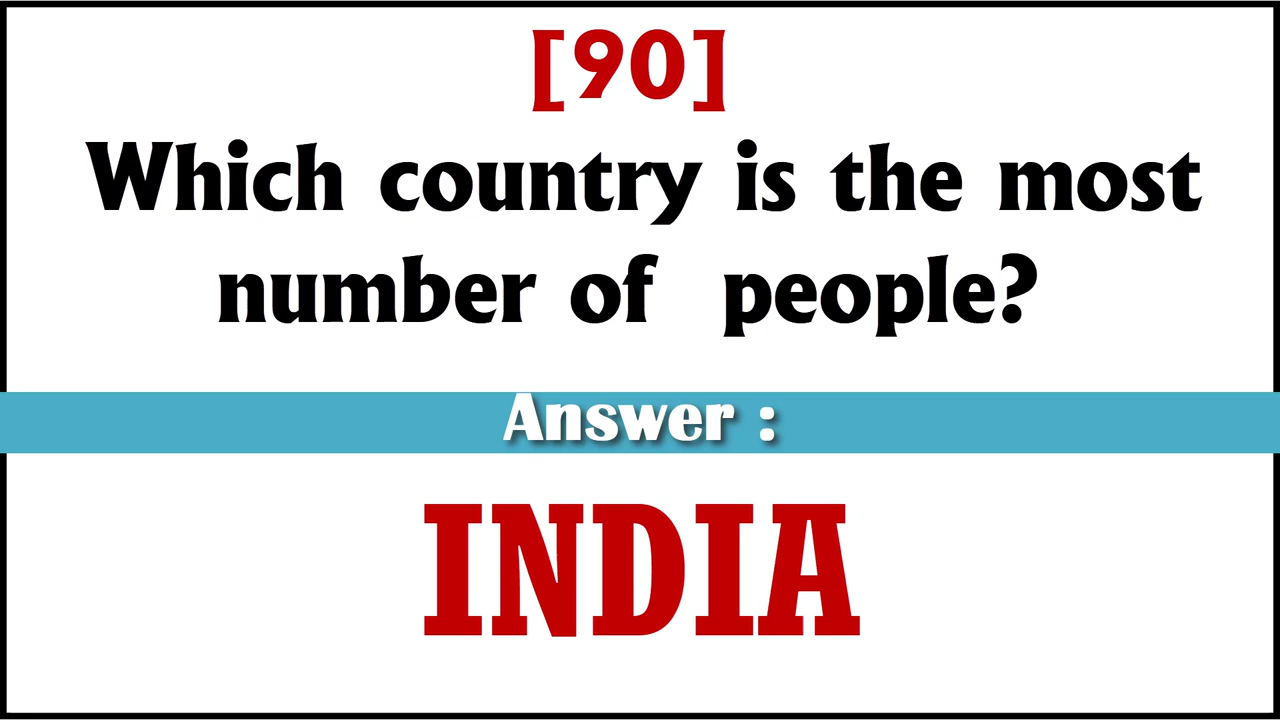 [90]
Which country is the most
number of  people?
Answer :
INDIA